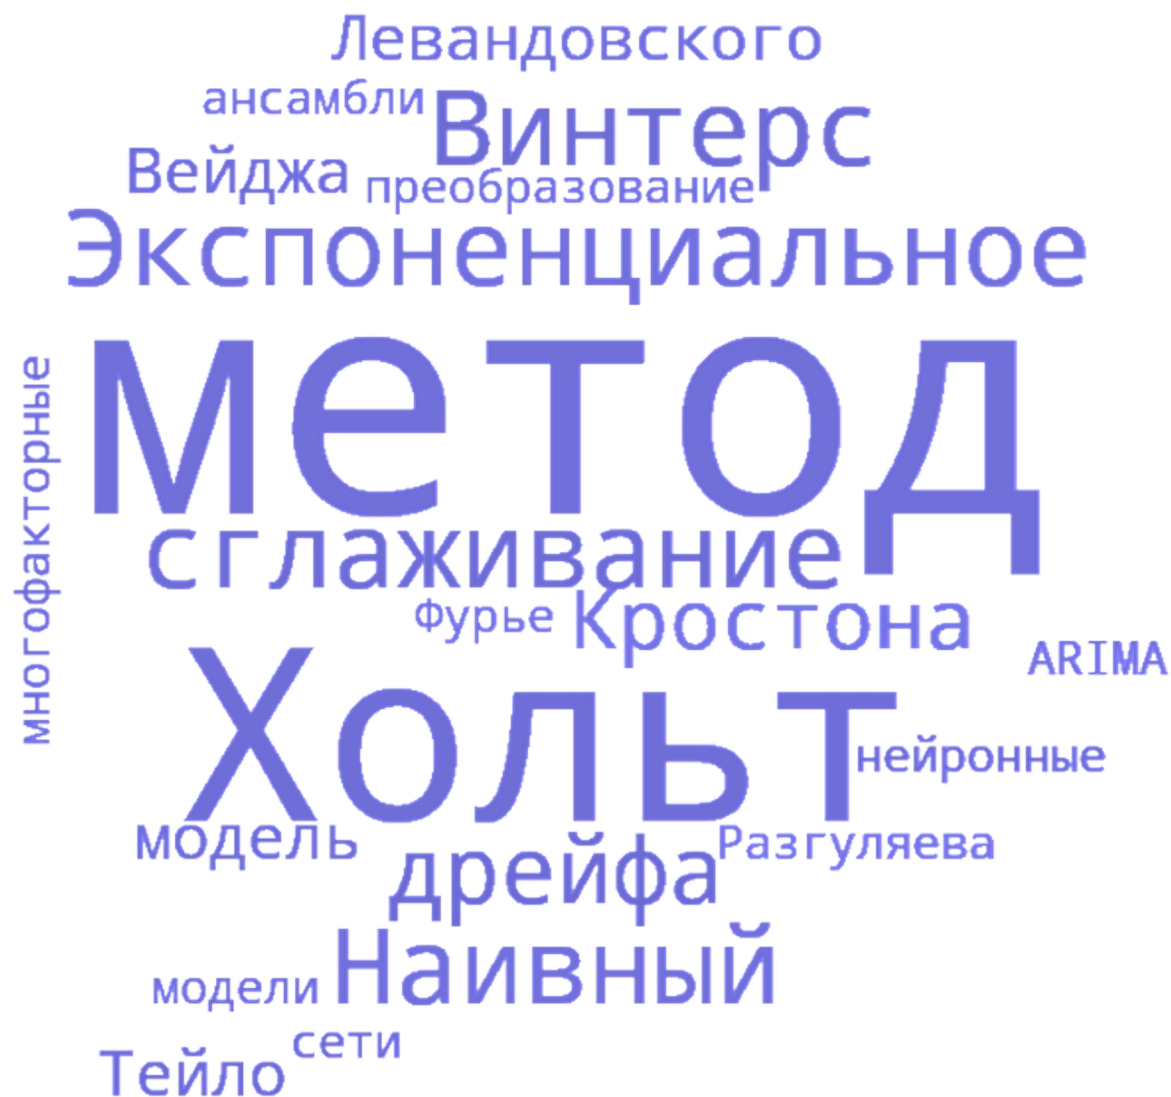 Левандовского
ансамбли
Винтерс
Вейджа
преобразование
Экспоненциальное
многофакторные
метод
сглаживание
Фурье
Кростона
ARIMA
Хольт
нейронные
модель
Разгуляева
дрейфа
Наивный
модели
сети
Тейло